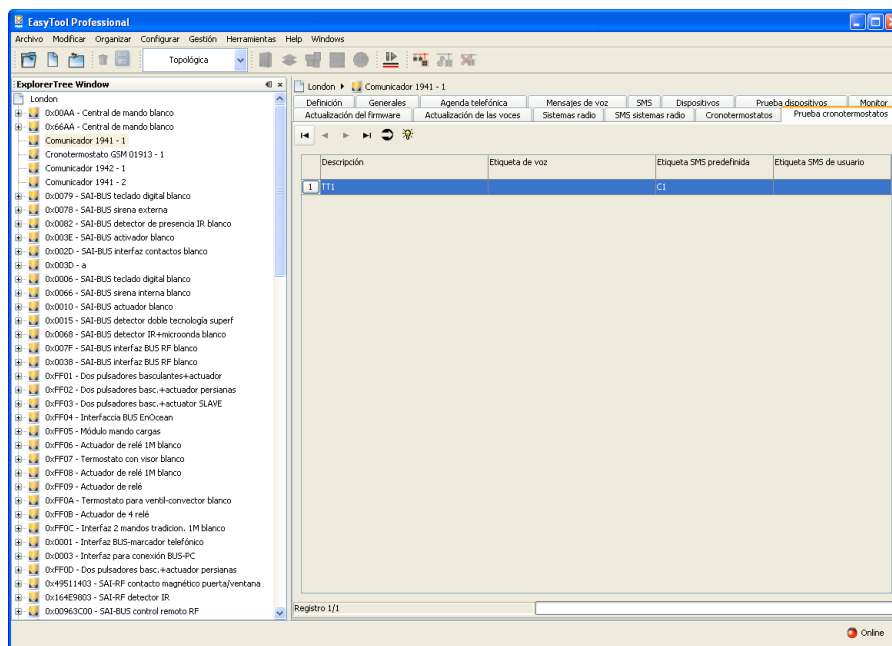 EasyTool Professional
Archivo Modificar Organizar Configurar Gestión Herramientas Help Windows
Topológica
ExplorerTree Window
London
0x00AA - Central de mando blanco
0x66AA - Central de mando blanco
Comunicador 1941 - 1
Cronotermostato GSM 01913 - 1
Comunicador 1942 - 1
Comunicador 1941 - 2
0x0079 - SAI-BUS teclado digital blanco
0x0078 - SAI-BUS sirena externa
0x0082 - SAI-BUS detector de presencia IR blanco
0x003E - SAI-BUS activador blanco
0x002D - SAI-BUS interfaz contactos blanco
0x003D - a
0x0006 - SAI-BUS teclado digital blanco
0x0066 - SAI-BUS sirena interna blanco
0x0010 - SAI-BUS actuador blanco
0x0015 - SAI-BUS detector doble tecnología superf
0x0068 - SAI-BUS detector IR+microonda blanco
0x007F - SAI-BUS interfaz BUS RF blanco
0x0038 - SAI-BUS interfaz BUS RF blanco
0xFF01 - Dos pulsadores basculantes+actuador
0xFF02 - Dos pulsadores basc.+actuador persianas
0xFF03 - Dos pulsadores basc.+actuator SLAVE
0xFF04 - Interfaccia BUS EnOcean
0xFF05 - Módulo mando cargas
0xFF06 - Actuador de relé 1M blanco
0xFF07 - Termostato con visor blanco
0xFF08 - Actuador de relé 1M blanco
0xFF09 - Actuador de relé
0xFF0A - Termostato para ventil-convector blanco
0xFF0B - Actuador de 4 relé
0xFF0C - Interfaz 2 mandos tradicion. 1M blanco
0x0001 - Interfaz BUS-marcador telefónico
0x0003 - Interfaz para conexión BUS-PC
0xFF0D - Dos pulsadores basc.+actuador persianas
0x49511403 - SAI-RF contacto magnético puerta/ventana
0x164E9803 - SAI-RF detector IR
0x00963C00 - SAI-BUS control remoto RF
London Comunicador 1941 - 1
Definición Generales Agenda telefónica Mensajes de voz SMS Dispositivos Prueba dispositivos Monitor
Actualización del firmware Actualización de las voces Sistemas radio SMS sistemas radio Cronotermostatos Prueba cronotermostatos
Descripción Etiqueta de voz Etiqueta SMS predefinida Etiqueta SMS de usuario
1 TT1 C1
Registro 1/1
Online